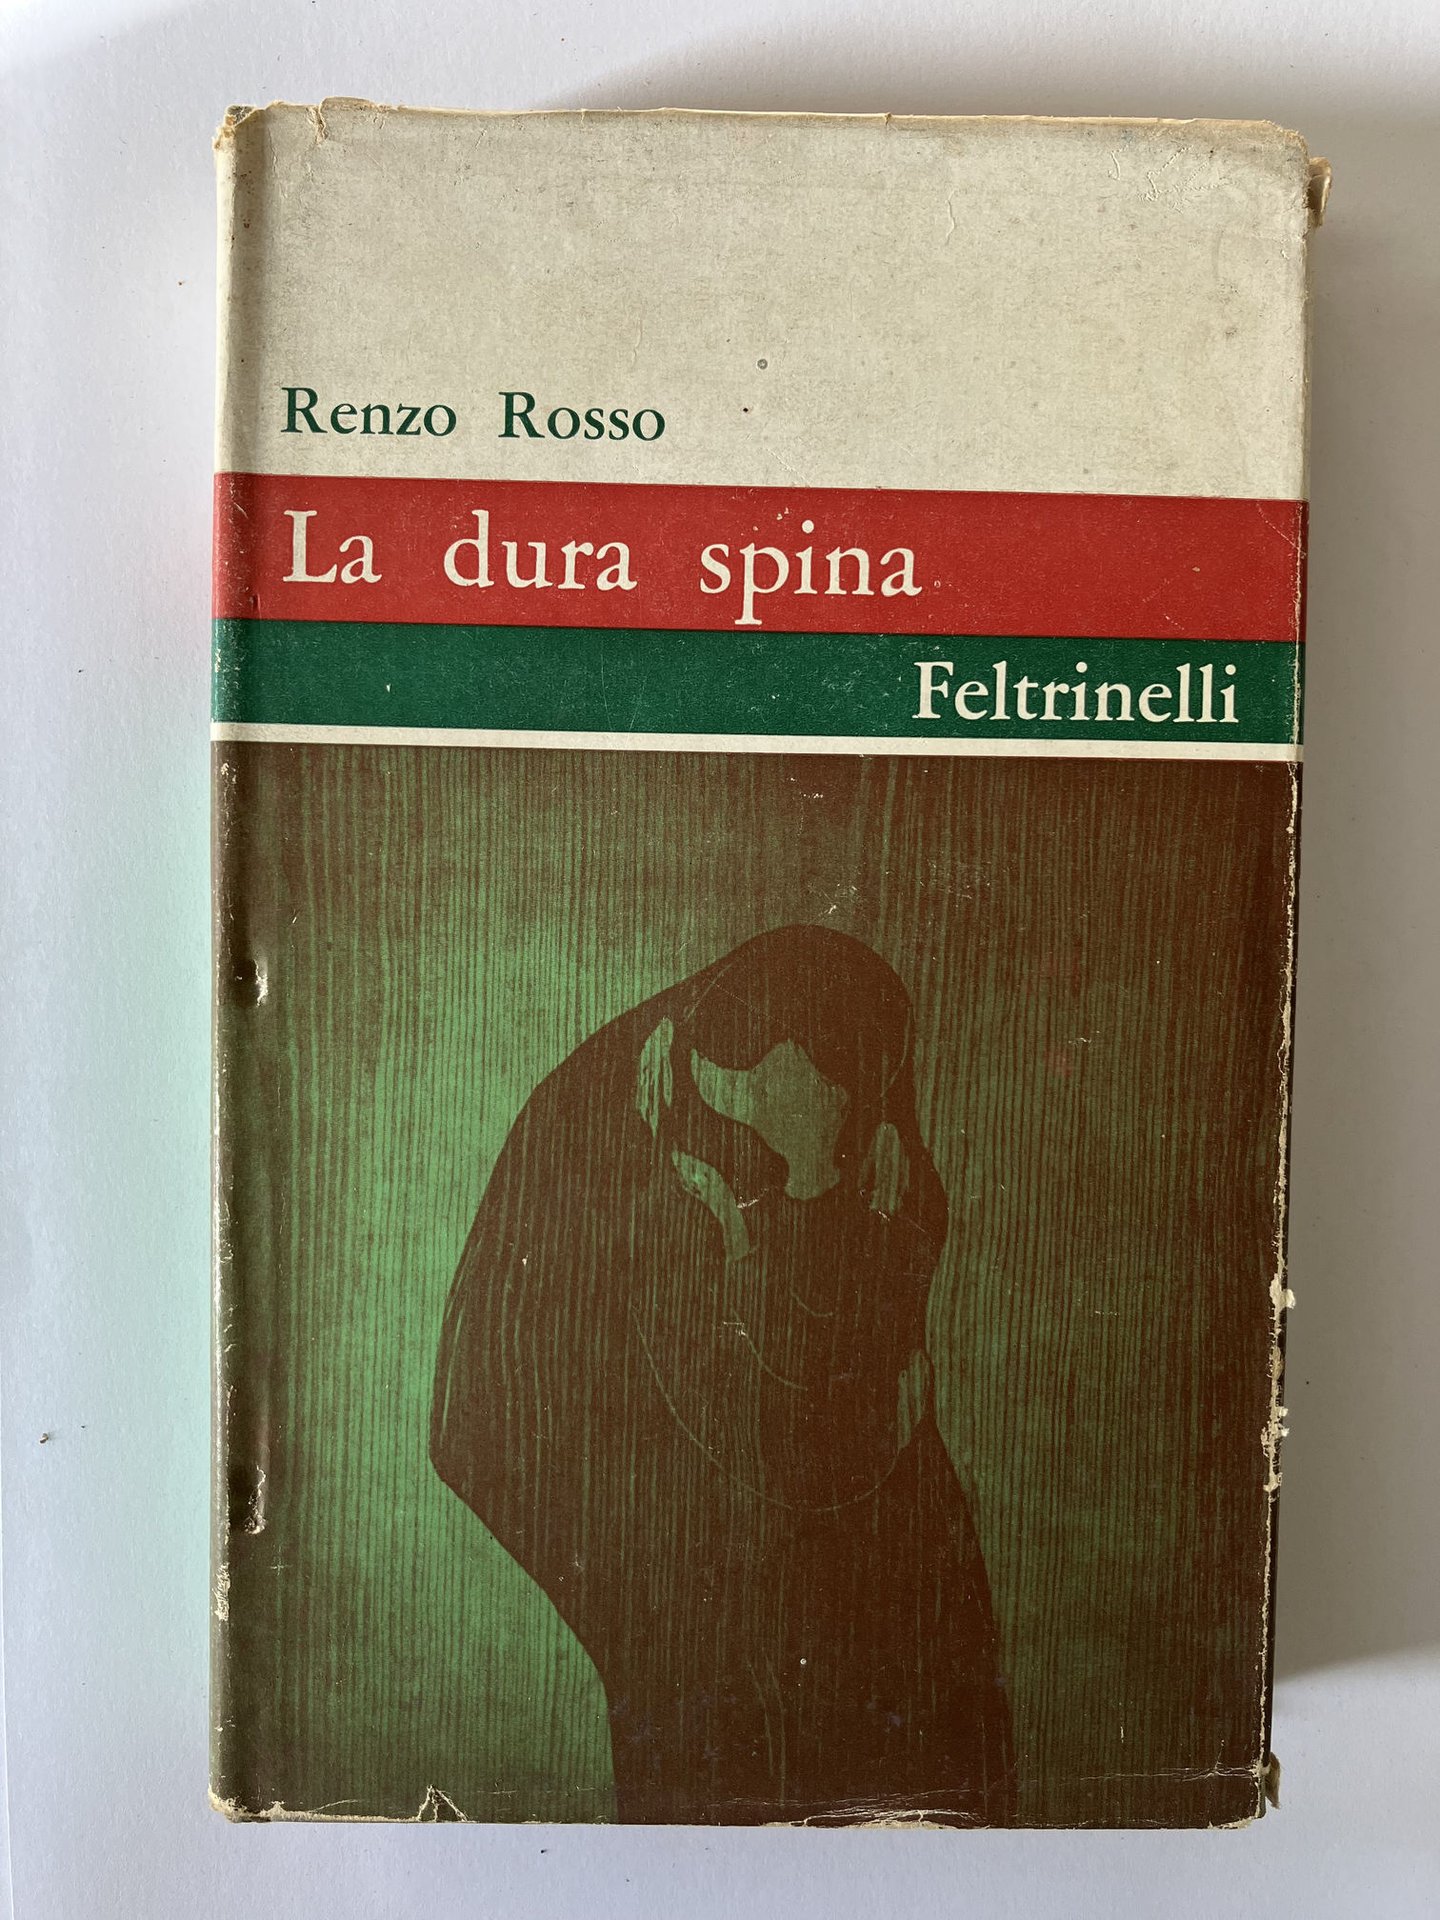 Renzo Rosso
La dura spina
Feltrinelli